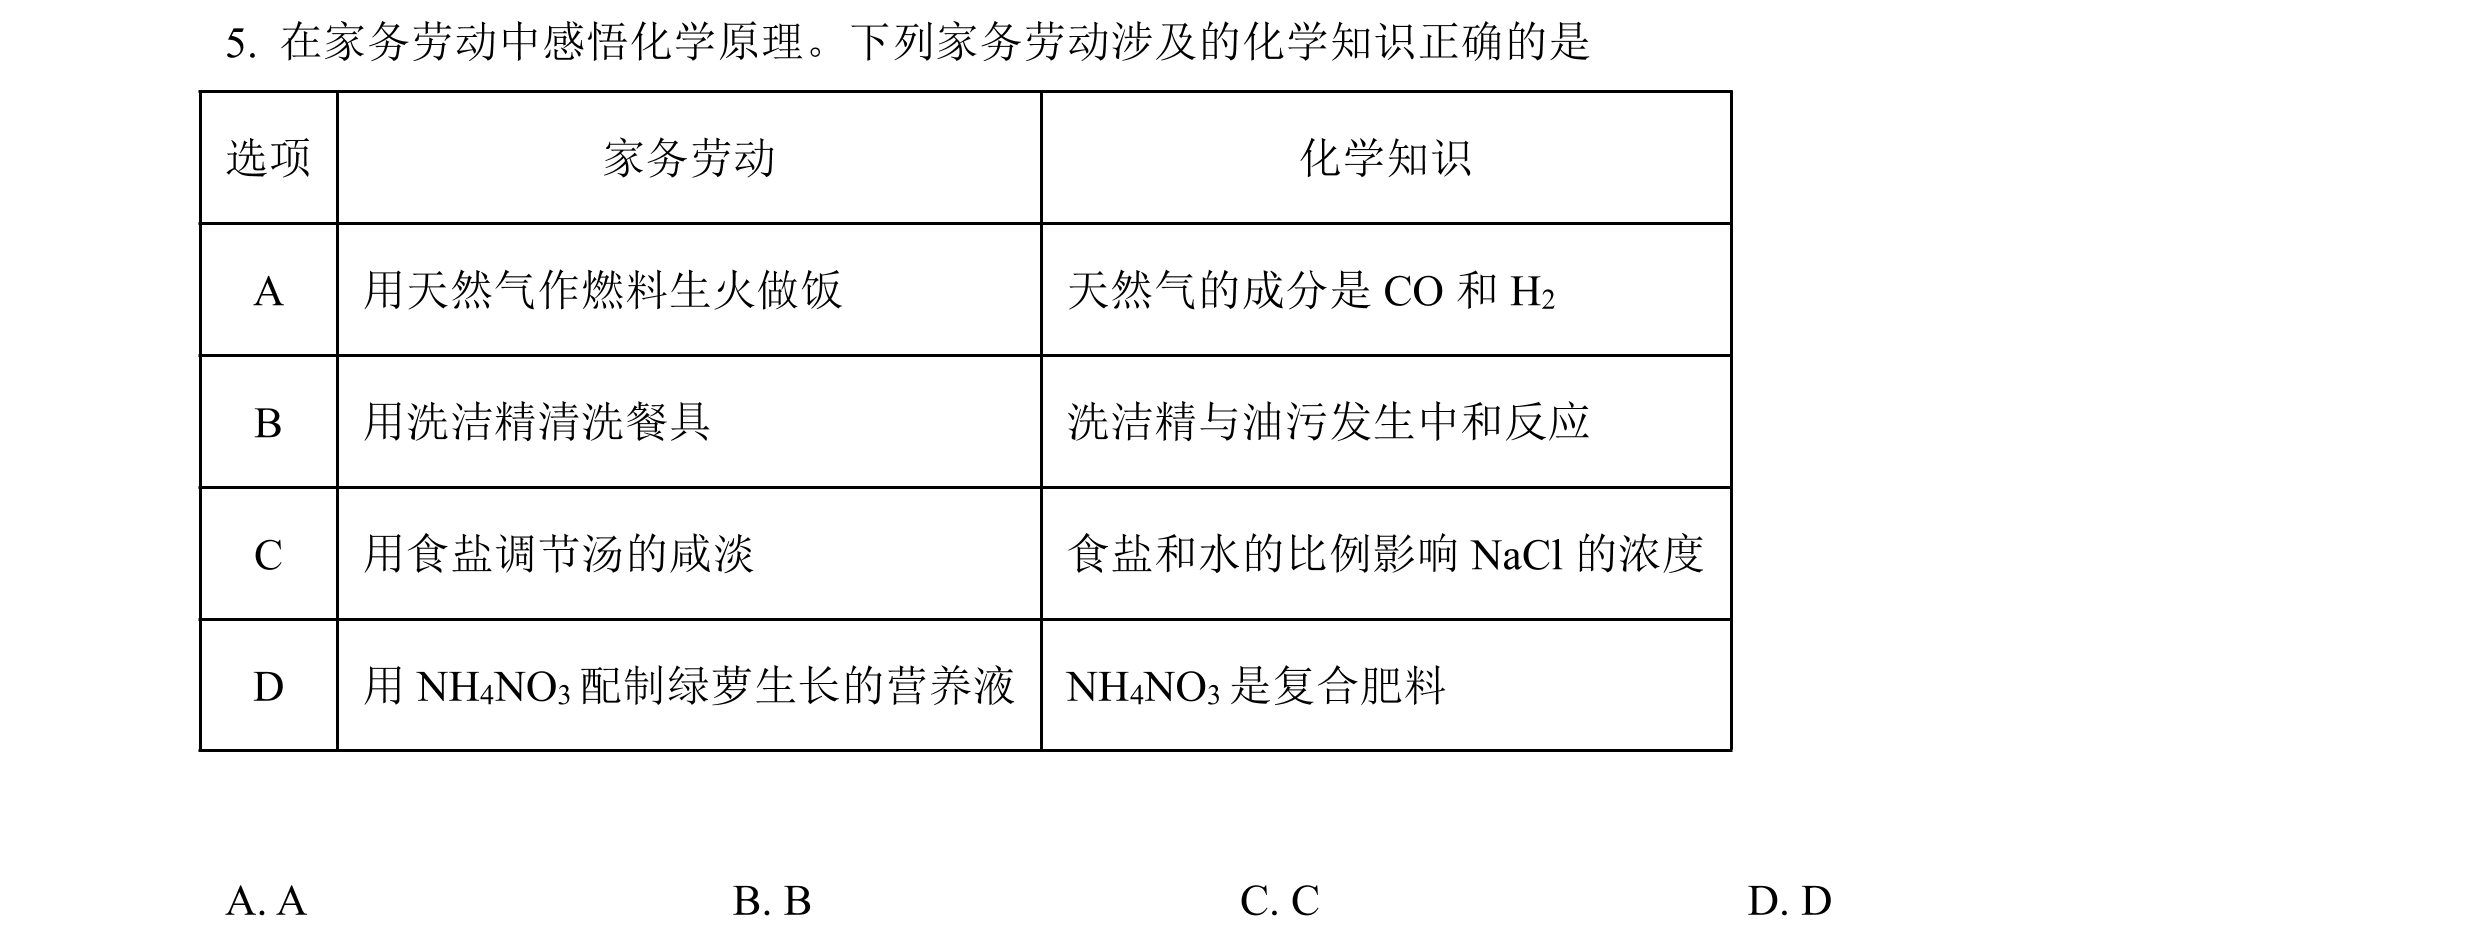 5. 在家务劳动中感悟化学原理。下列家务劳动涉及的化学知识正确的是
选项 家务劳动 化学知识
A 用天然气作燃料生火做饭 天然气的成分是 CO 和 H₂
B 用洗洁精清洗餐具 洗洁精与油污发生中和反应
C 用食盐调节汤的咸淡 食盐和水的比例影响 NaCl 的浓度
D 用 NH₄NO₃ 配制绿萝生长的营养液 NH₄NO₃ 是复合肥料
A. A B. B C. C D. D